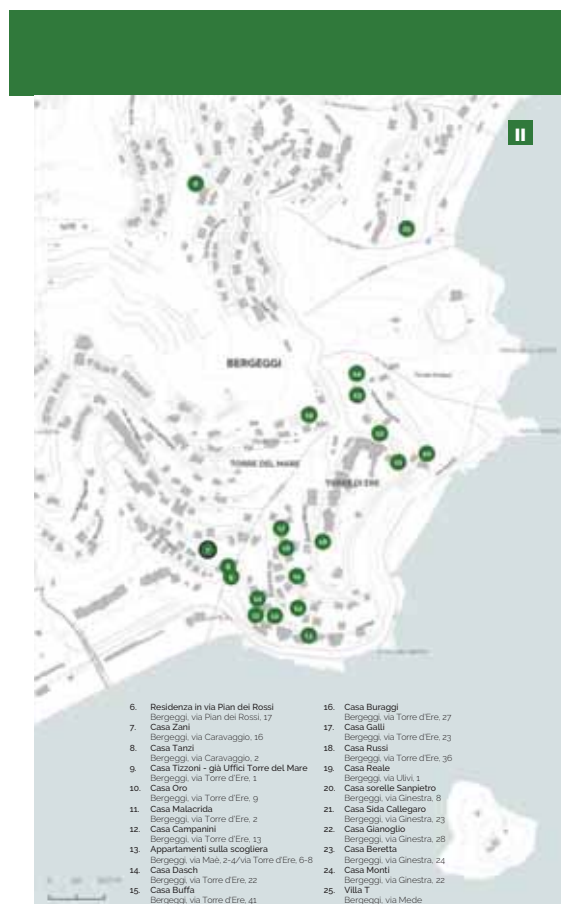 II
BERGEGGI
TORRE DEL MARE
TORRE DI ERE
6. Residenza in via Pian dei Rossi
Bergeggi, via Pian dei Rossi, 17
7. Casa Zani
Bergeggi, via Caravaggio, 16
8. Casa Tanzi
Bergeggi, via Caravaggio, 2
9. Casa Tizzoni - già Uffici Torre del Mare
Bergeggi, via Torre d'Ere, 1
10. Casa Oro
Bergeggi, via Torre d'Ere, 9
11. Casa Malacrida
Bergeggi, via Torre d'Ere, 2
12. Casa Campanini
Bergeggi, via Torre d'Ere, 13
13. Appartamenti sulla scogliera
Bergeggi, via Maè, 2-4/via Torre d'Ere, 6-8
14. Casa Dasch
Bergeggi, via Torre d'Ere, 22
15. Casa Buffa
Bergeggi, via Torre d'Ere, 41
16. Casa Buraggi
Bergeggi, via Torre d'Ere, 27
17. Casa Galli
Bergeggi, via Torre d'Ere, 23
18. Casa Russi
Bergeggi, via Torre d'Ere, 36
19. Casa Reale
Bergeggi, via Ulivi, 1
20. Casa sorelle Sanpietro
Bergeggi, via Ginestra, 8
21. Casa Sida Callegaro
Bergeggi, via Ginestra, 23
22. Casa Gianoglio
Bergeggi, via Ginestra, 28
23. Casa Beretta
Bergeggi, via Ginestra, 24
24. Casa Monti
Bergeggi, via Ginestra, 22
25. Villa T
Bergeggi, via Mede